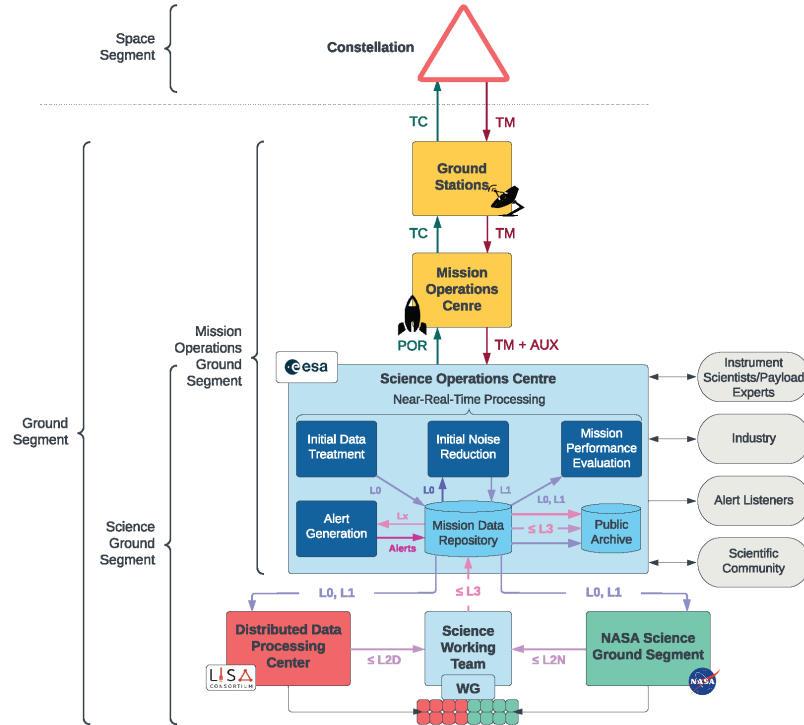 Space
Segment
Constellation
TC
TM
Ground
Stations
TC
TM
Mission
Operations
Cenre
POR
TM + AUX
Mission
Operations
Ground
Segment
Ground
Segment
Science
Ground
Segment
esa
Science Operations Centre
Near-Real-Time Processing
Initial Data
Treatment
Initial Noise
Reduction
Mission
Performance
Evaluation
L0
L0
L1
L0, L1
Alert
Generation
Lx
Alerts
Mission Data
Repository
≤ L3
Public
Archive
Instrument
Scientists/Payload
Experts
Industry
Alert Listeners
Scientific
Community
L0, L1
≤ L3
L0, L1
Distributed Data
Processing
Center
≤ L2D
Science
Working
Team
≤ L2N
NASA Science
Ground Segment
WG
LISA
CONSORTIUM
NASA